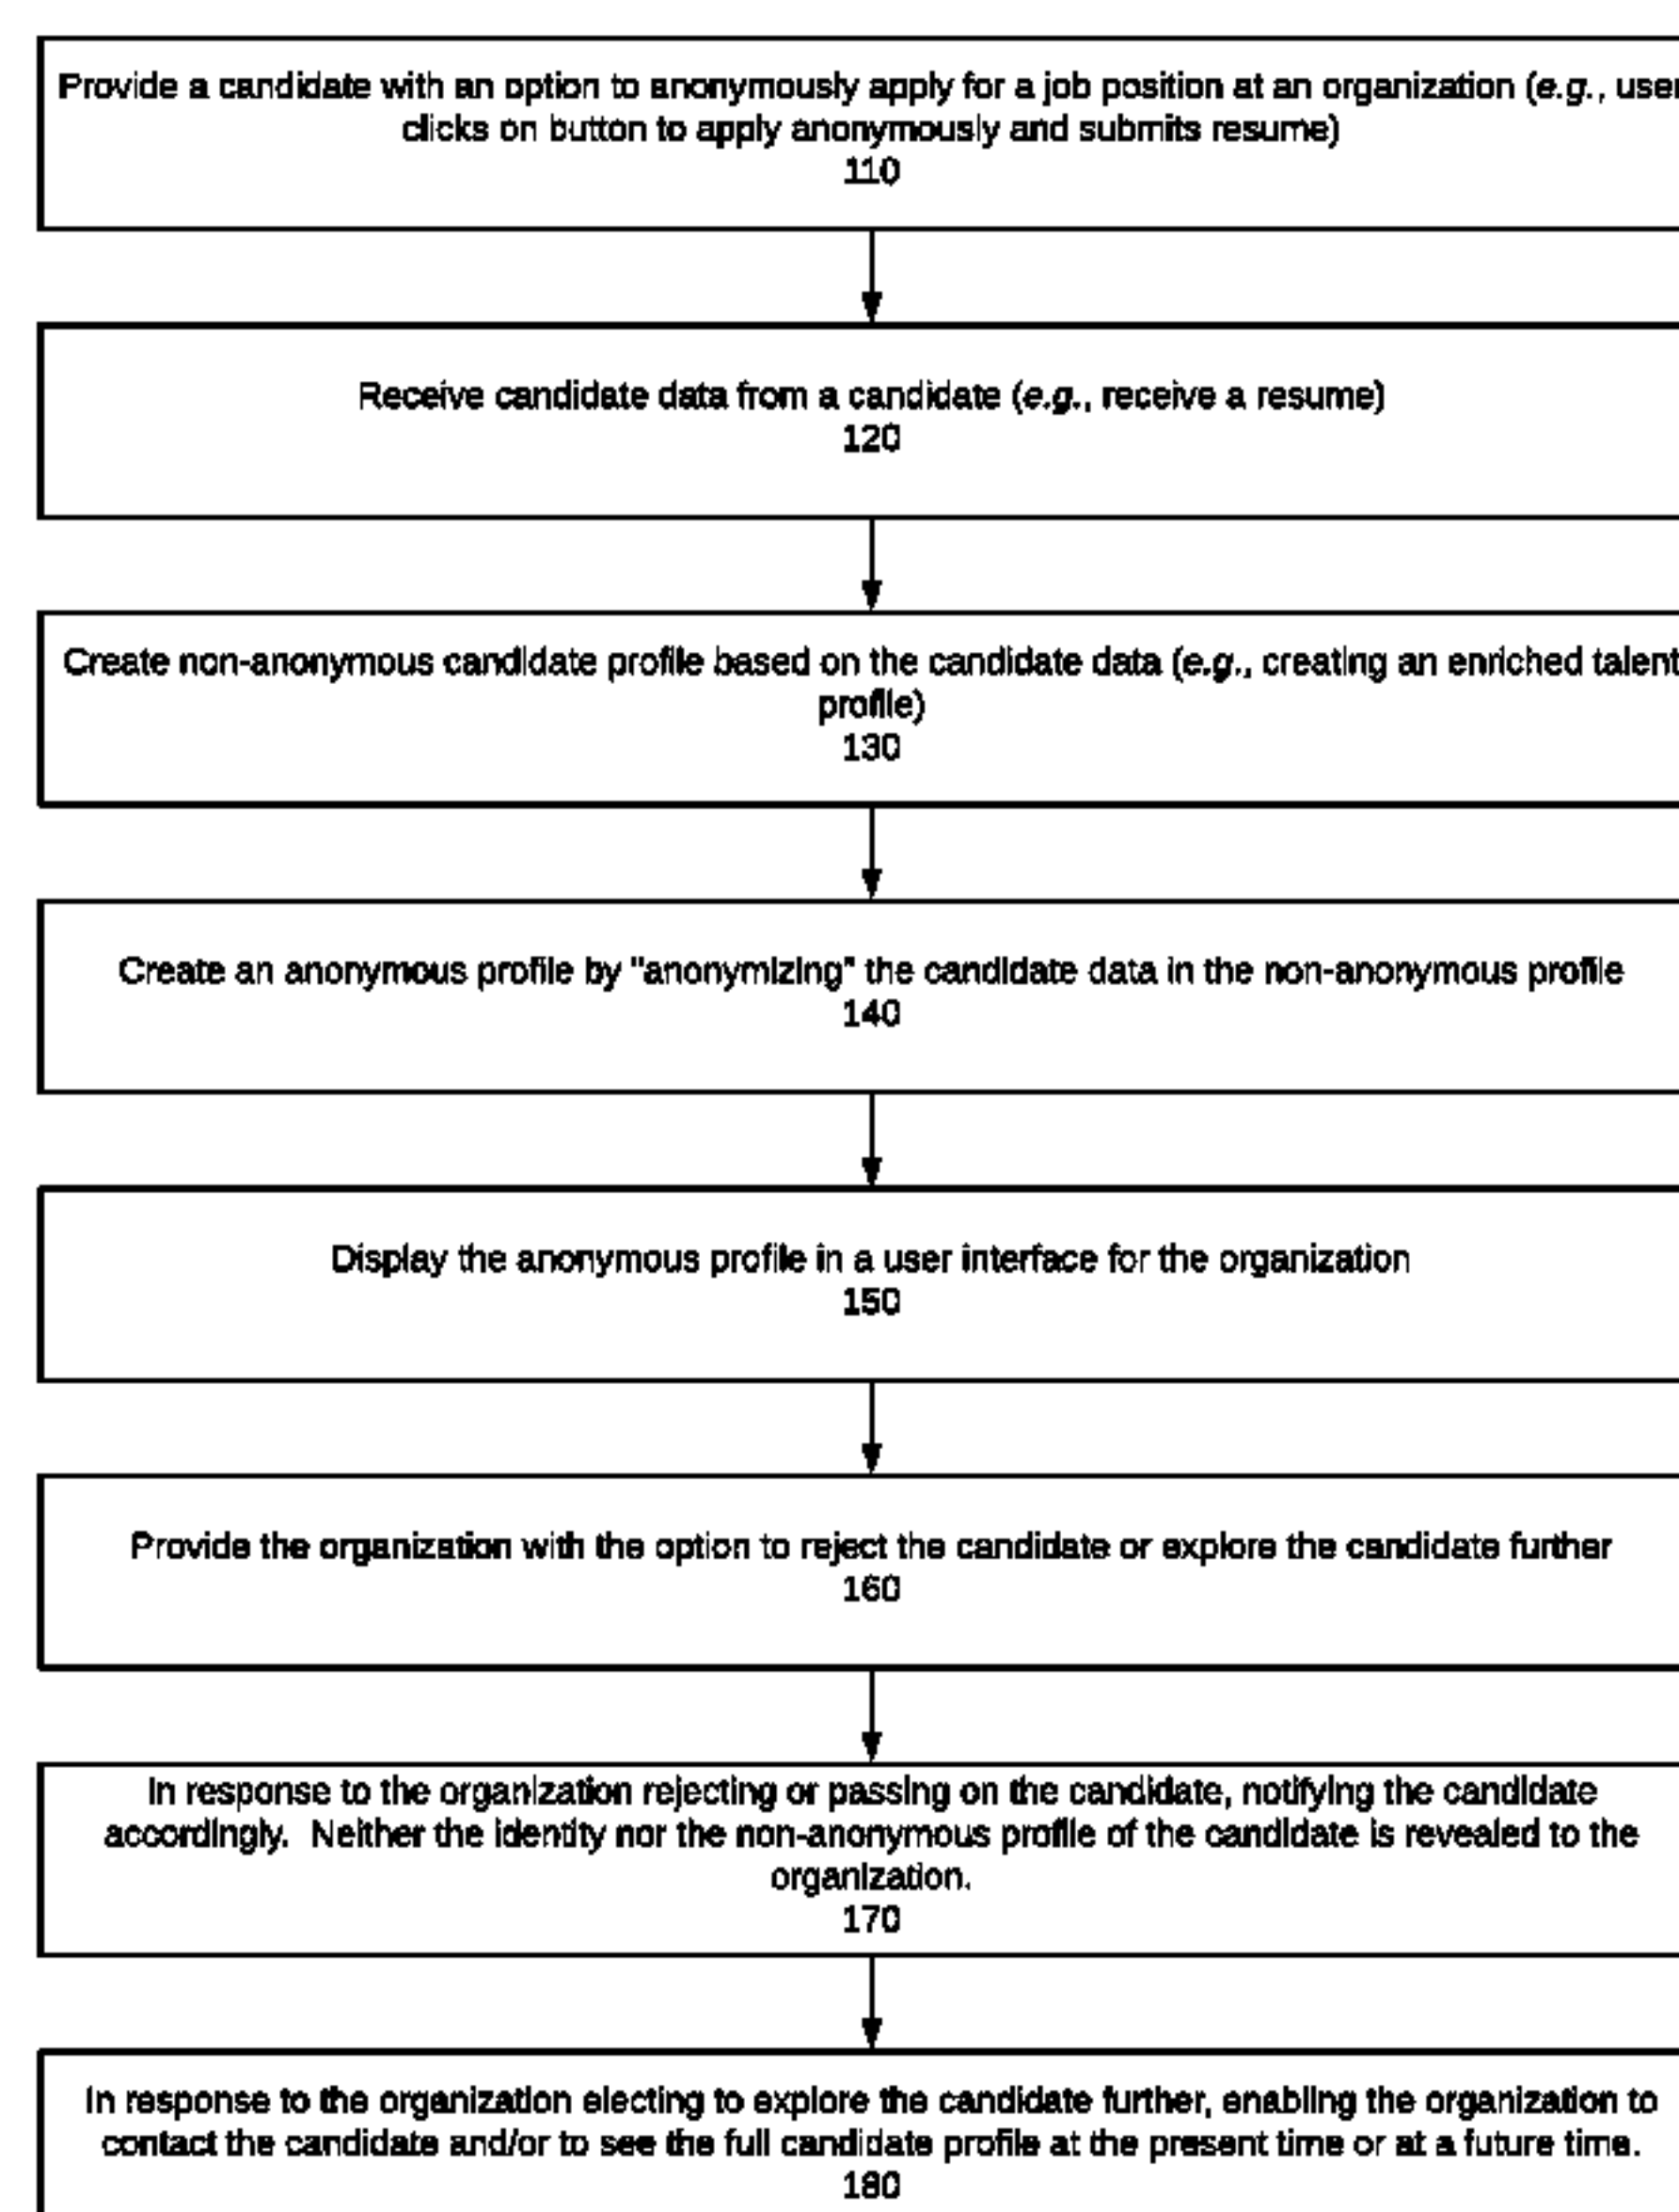 Provide a candidate with an option to anonymously apply for a job position at an organization (e.g., user
clicks on button to apply anonymously and submits resume)
110
Receive candidate data from a candidate (e.g., receive a resume)
120
Create non-anonymous candidate profile based on the candidate data (e.g., creating an enriched talent
profile)
130
Create an anonymous profile by "anonymizing" the candidate data in the non-anonymous profile
140
Display the anonymous profile in a user interface for the organization
150
Provide the organization with the option to reject the candidate or explore the candidate further
160
In response to the organization rejecting or passing on the candidate, notifying the candidate
accordingly. Neither the identity nor the non-anonymous profile of the candidate is revealed to the
organization.
170
In response to the organization electing to explore the candidate further, enabling the organization to
contact the candidate and/or to see the full candidate profile at the present time or at a future time.
180